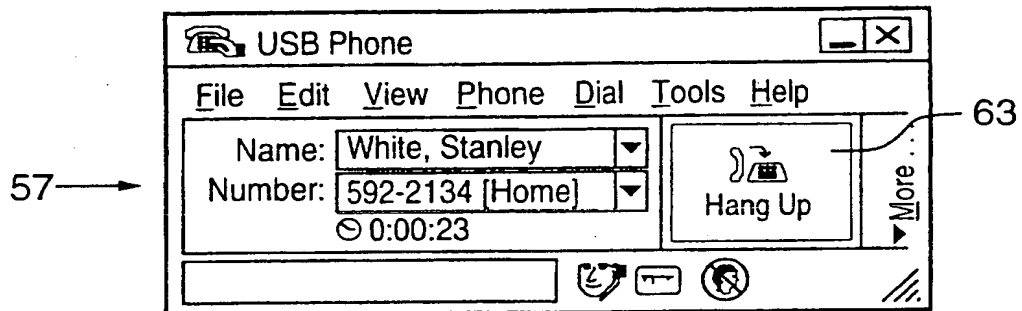 USB Phone
File Edit View Phone Dial Tools Help
63
Name: White, Stanley
Number: 592-2134 [Home]
0:00:23
Hang Up
More...
57